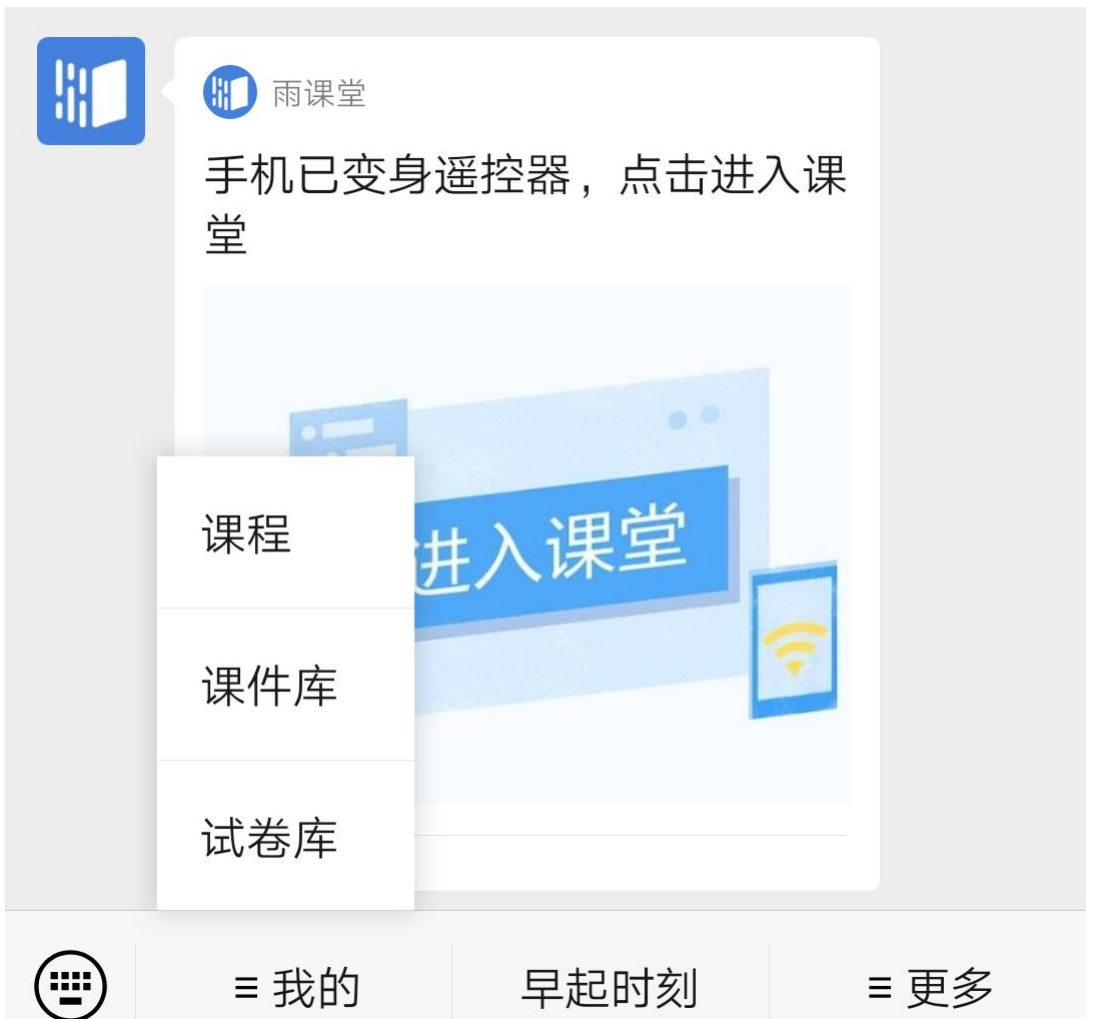 雨课堂
手机已变身遥控器，点击进入课
堂
进入课堂
课程
课件库
试卷库
≡ 我的
早起时刻
≡ 更多